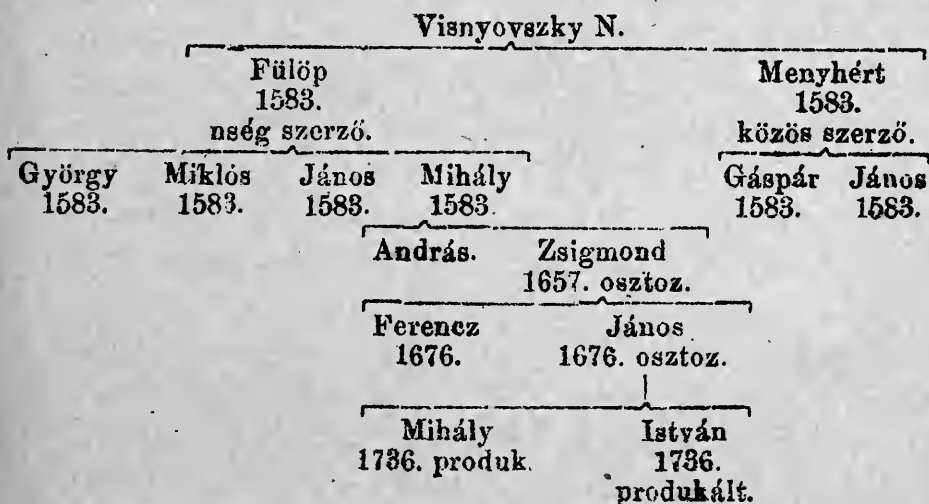 Visnyovszky N.
Fülöp Menyhért
1583. 1583.
nség szerző. közös szerző.
György Miklós János Mihály Gáspár János
1583. 1583. 1583. 1583. 1583. 1583.
András. Zsigmond
1657. osztoz.
Ferencz János
1676. 1676. osztoz.
Mihály István
1736. produk. 1736.
produkált.